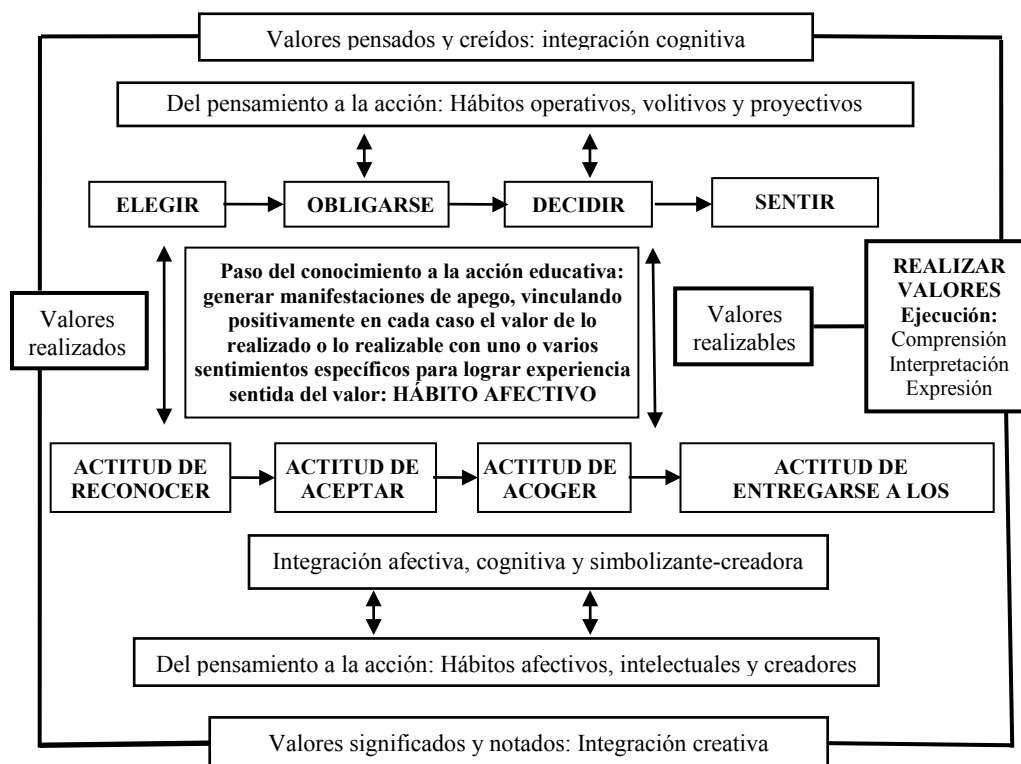 Valores pensados y creídos: integración cognitiva
Del pensamiento a la acción: Hábitos operativos, volitivos y proyectivos
ELEGIR
OBLIGARSE
DECIDIR
SENTIR
Valores
realizados
Paso del conocimiento a la acción educativa:
generar manifestaciones de apego, vinculando
positivamente en cada caso el valor de lo
realizado o lo realizable con uno o varios
sentimientos específicos para lograr experiencia
sentida del valor: HÁBITO AFECTIVO
Valores
realizables
REALIZAR
VALORES
Ejecución:
Comprensión
Interpretación
Expresión
ACTITUD DE
RECONOCER
ACTITUD DE
ACEPTAR
ACTITUD DE
ACOGER
ACTITUD DE
ENTREGARSE A LOS
Integración afectiva, cognitiva y simbolizante-creadora
Del pensamiento a la acción: Hábitos afectivos, intelectuales y creadores
Valores significados y notados: Integración creativa